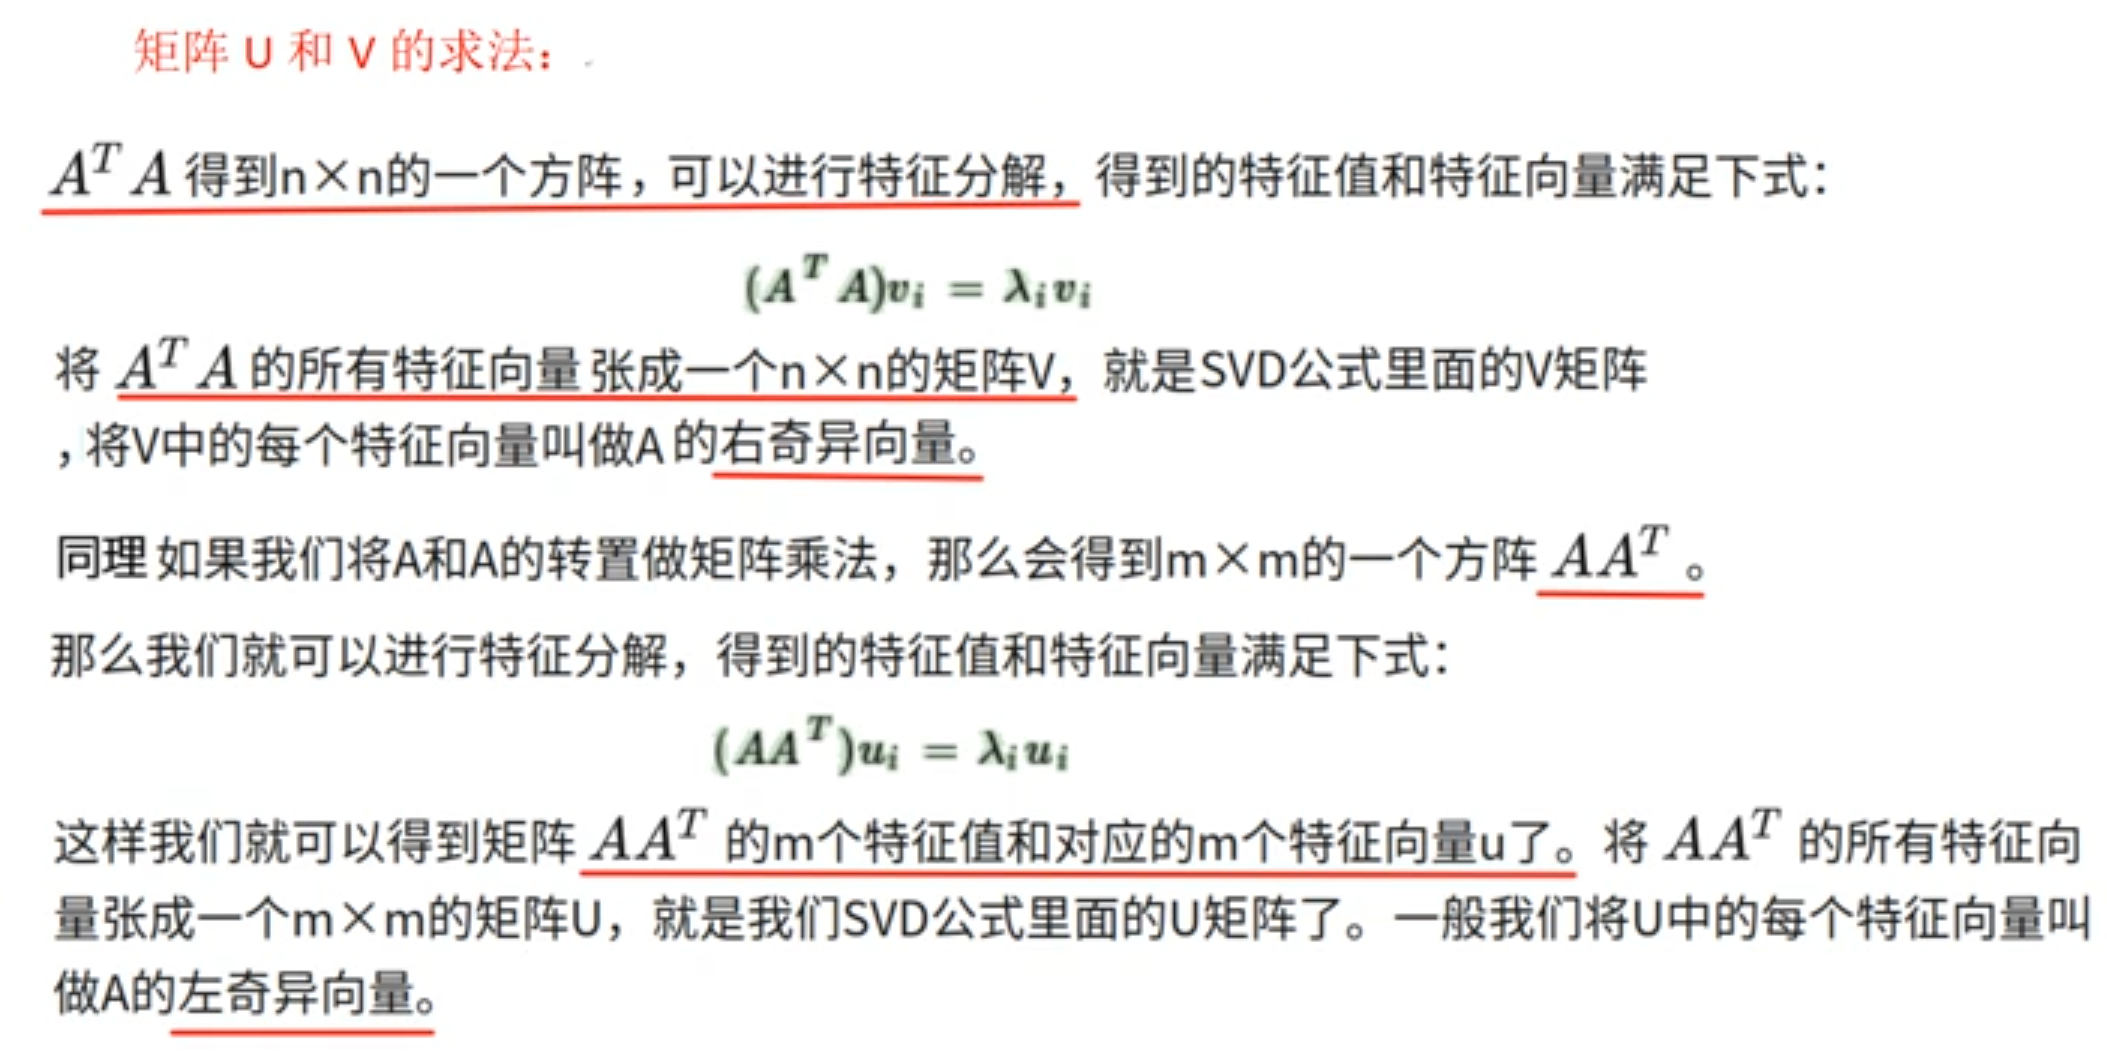 矩阵 U 和 V 的求法：
A^T A 得到n×n的一个方阵，可以进行特征分解，得到的特征值和特征向量满足下式：
(A^T A)v_i = λ_i v_i
将 A^T A 的所有特征向量 张成一个n×n的矩阵V，就是SVD公式里面的V矩阵
，将V中的每个特征向量叫做A 的右奇异向量。
同理 如果我们将A和A的转置做矩阵乘法，那么会得到m×m的一个方阵 AA^T 。
那么我们就可以进行特征分解，得到的特征值和特征向量满足下式：
(AA^T)u_i = λ_i u_i
这样我们就可以得到矩阵 AA^T 的m个特征值和对应的m个特征向量u了。将 AA^T 的所有特征向
量张成一个m×m的矩阵U，就是我们SVD公式里面的U矩阵了。一般我们将U中的每个特征向量叫
做A的左奇异向量。